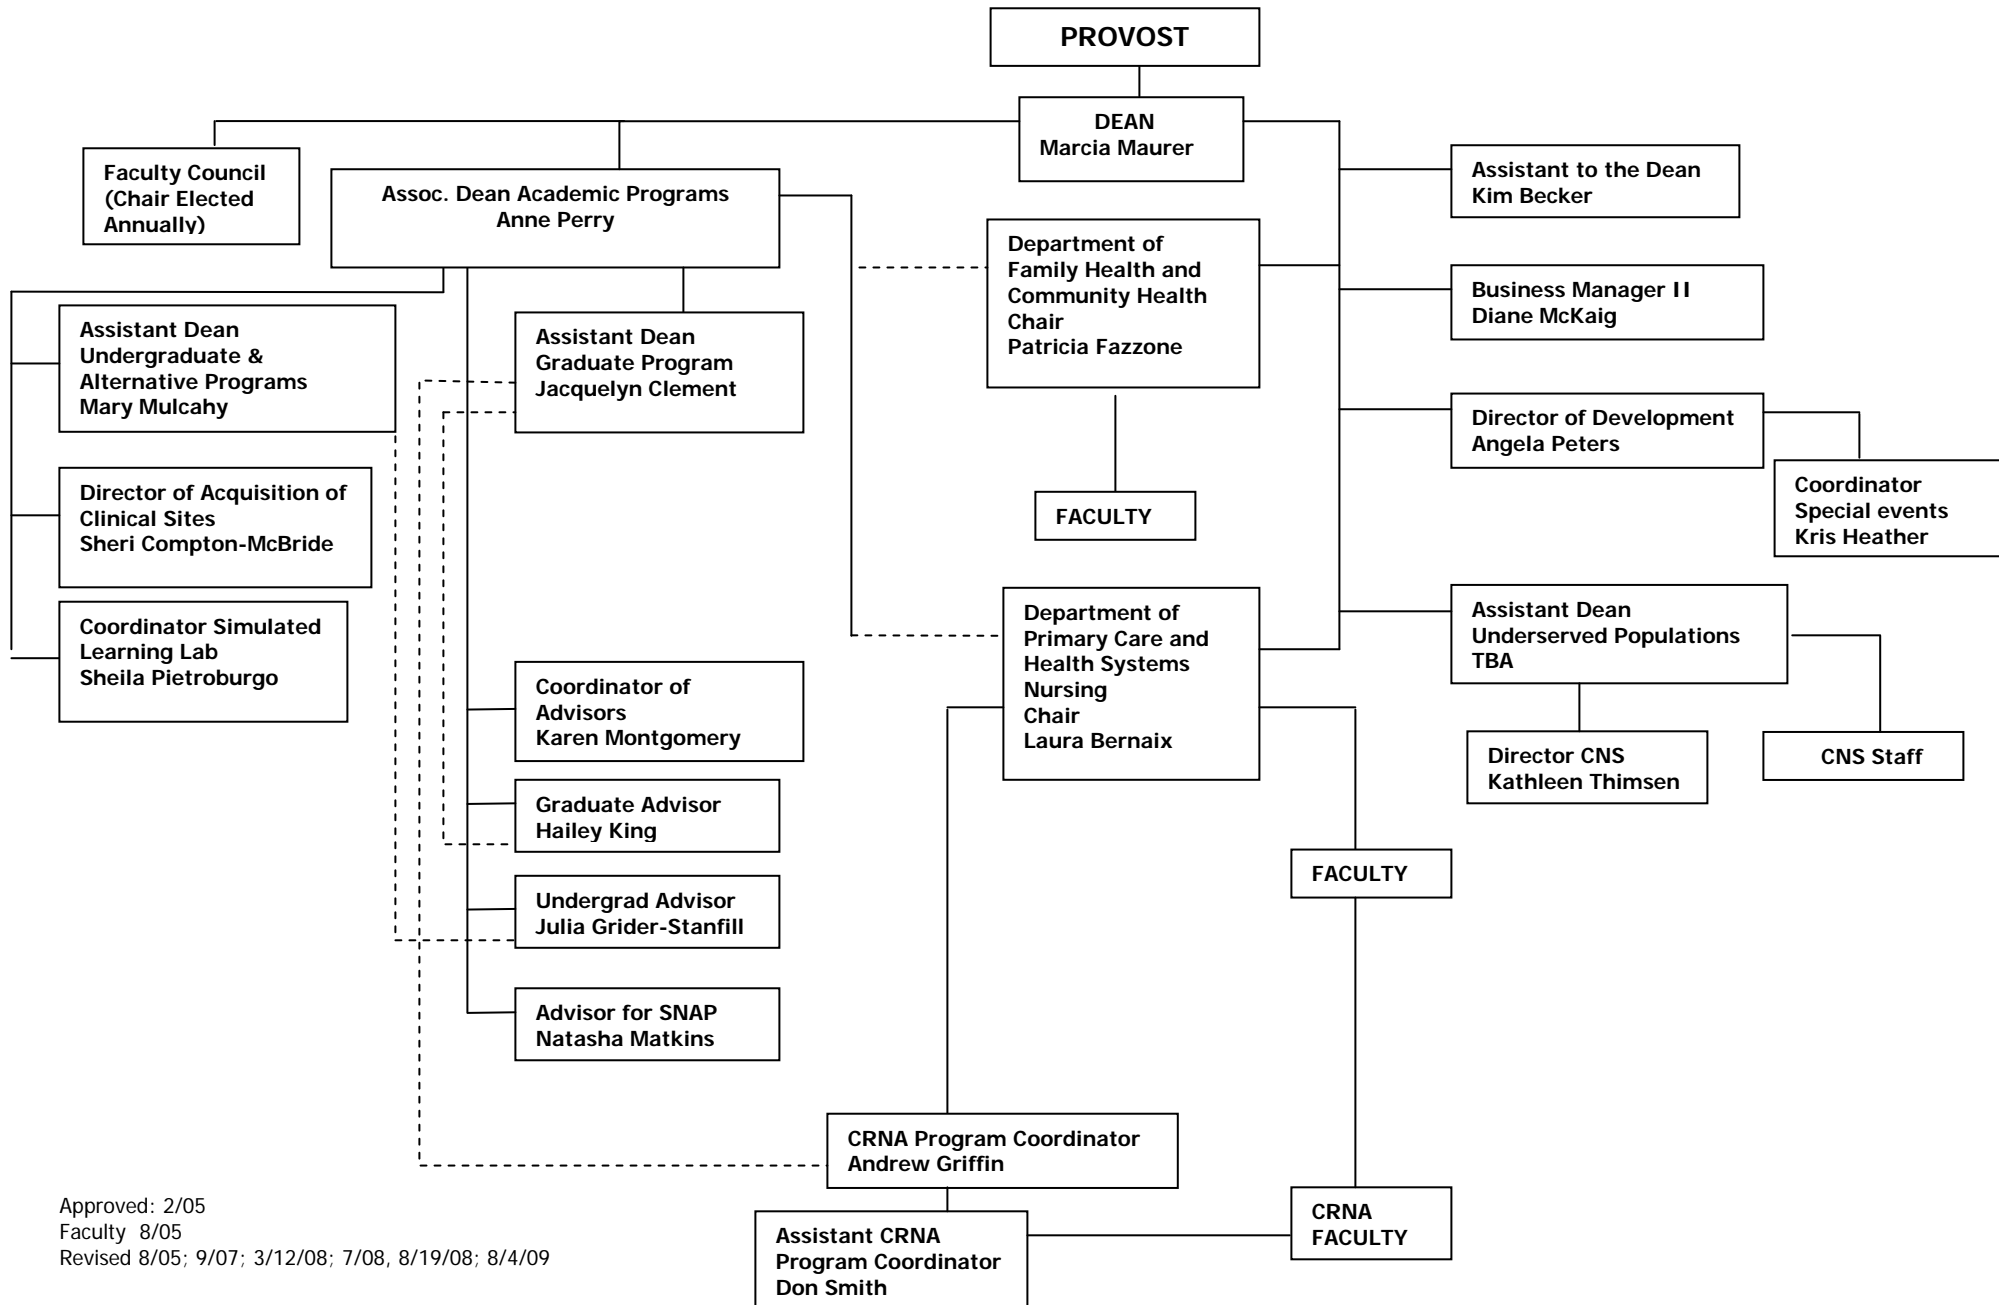 PROVOST
DEAN
Marcia Maurer
Faculty Council
(Chair Elected
Annually)
Assoc. Dean Academic Programs
Anne Perry
Assistant to the Dean
Kim Becker
Department of
Family Health and
Community Health
Chair
Patricia Fazzone
Business Manager II
Diane McKaig
Assistant Dean
Undergraduate &
Alternative Programs
Mary Mulcahy
Assistant Dean
Graduate Program
Jacquelyn Clement
Director of Development
Angela Peters
Director of Acquisition of
Clinical Sites
Sheri Compton-McBride
FACULTY
Coordinator
Special events
Kris Heather
Coordinator Simulated
Learning Lab
Sheila Pietroburgo
Department of
Primary Care and
Health Systems
Nursing
Chair
Laura Bernaix
Assistant Dean
Underserved Populations
TBA
Coordinator of
Advisors
Karen Montgomery
Director CNS
Kathleen Thimsen
CNS Staff
Graduate Advisor
Hailey King
FACULTY
Undergrad Advisor
Julia Grider-Stanfill
Advisor for SNAP
Natasha Matkins
CRNA Program Coordinator
Andrew Griffin
CRNA
FACULTY
Assistant CRNA
Program Coordinator
Don Smith
Approved: 2/05
Faculty 8/05
Revised 8/05; 9/07; 3/12/08; 7/08, 8/19/08; 8/4/09